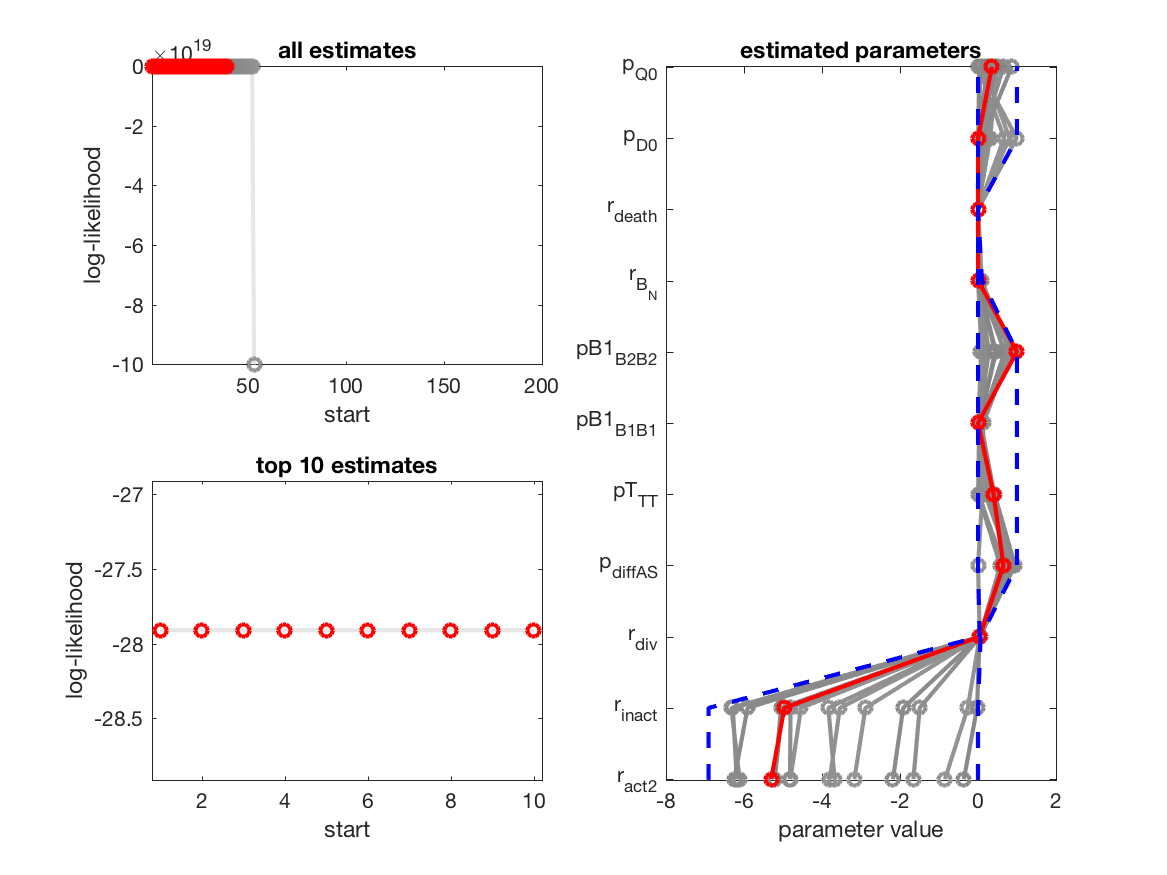 all estimates
×10^19
0
-2
-4
-6
-8
-10
log-likelihood
50
100
150
200
start
top 10 estimates
-27
-27.5
-28
-28.5
log-likelihood
2
4
6
8
10
start
estimated parameters
p_Q0
p_D0
r_death
r_B_N
pB1_B2B2
pB1_B1B1
pT_TT
p_diffAS
r_div
r_inact
r_act2
-8
-6
-4
-2
0
2
parameter value